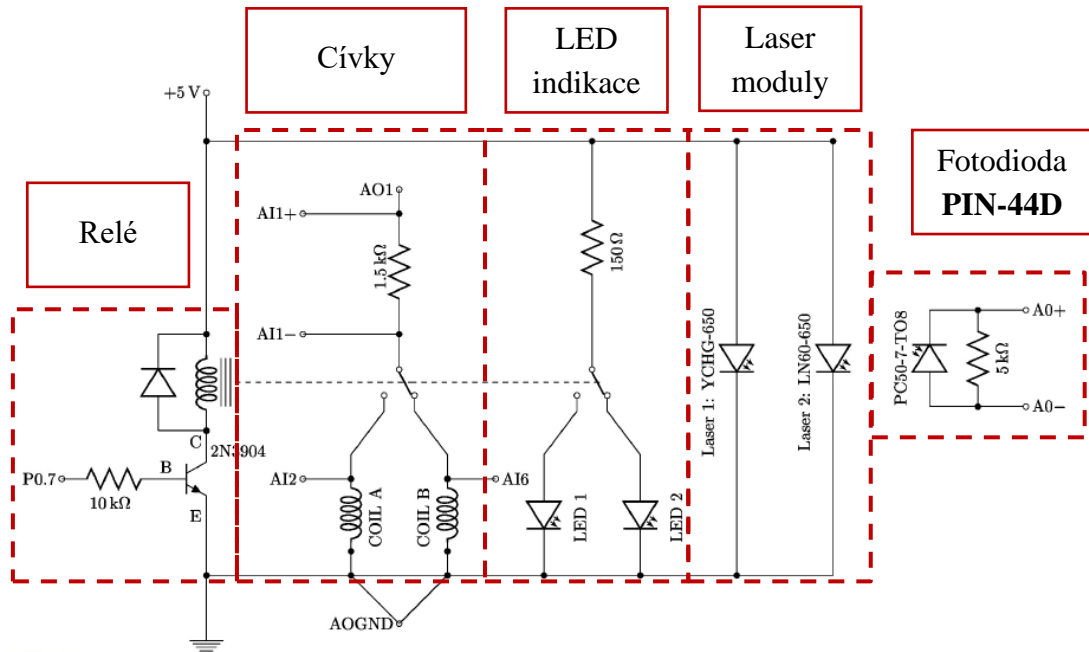 Cívky
LED
indikace
Laser
moduly
Fotodioda
PIN-44D
Relé
+5 V
AO1
AI1+
1.5 kΩ
AI1−
150 Ω
Laser 1: YCHG-650
Laser 2: LN60-650
PC50-7-TO8
5 kΩ
A0+
A0−
C
2N3904
B
P0.7
10 kΩ
E
AI2
COIL A
COIL B
AI6
LED 1
LED 2
AOGND